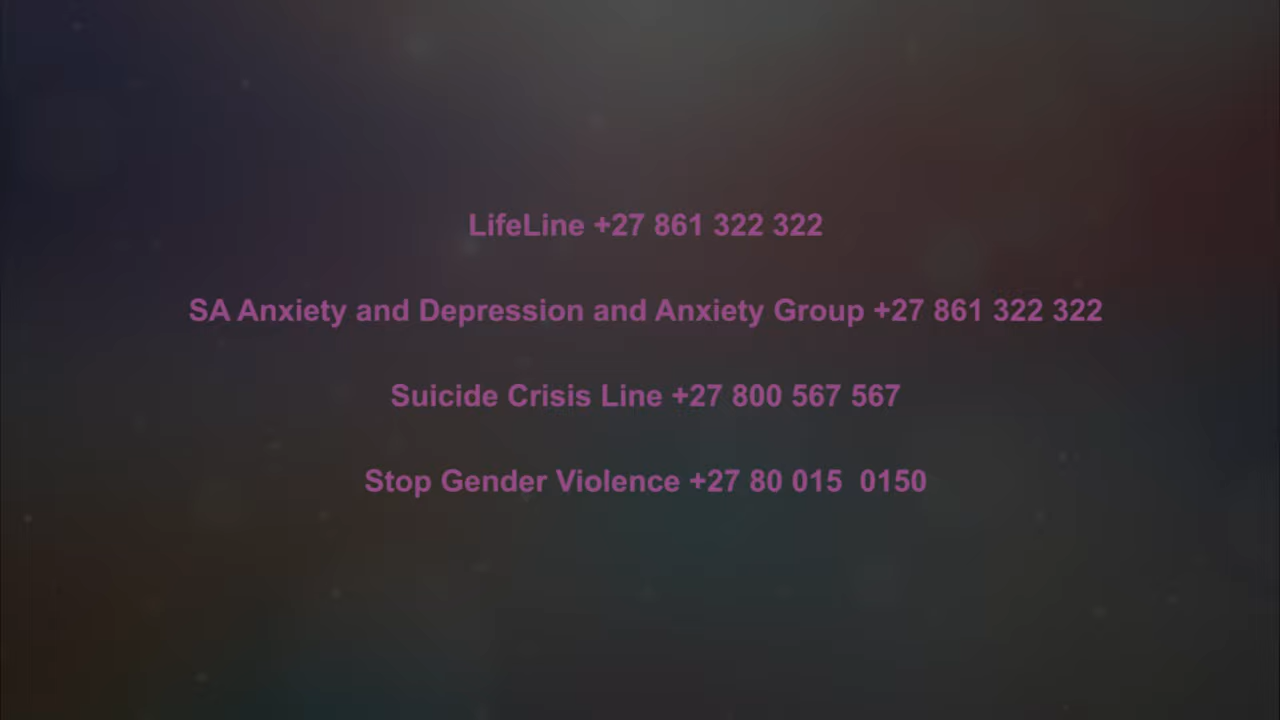 LifeLine +27 861 322 322
SA Anxiety and Depression and Anxiety Group +27 861 322 322
Suicide Crisis Line +27 800 567 567
Stop Gender Violence +27 80 015 0150